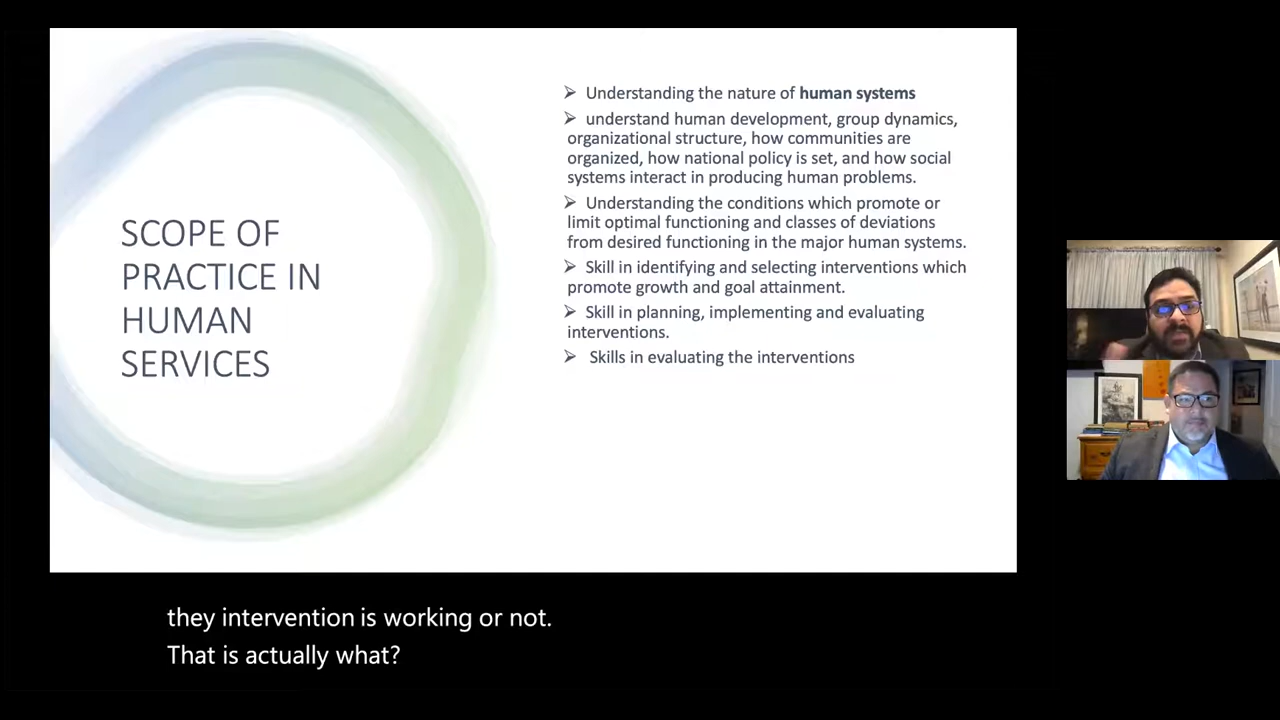 SCOPE OF
PRACTICE IN
HUMAN
SERVICES
➢ Understanding the nature of human systems
➢ understand human development, group dynamics,
organizational structure, how communities are
organized, how national policy is set, and how social
systems interact in producing human problems.
➢ Understanding the conditions which promote or
limit optimal functioning and classes of deviations
from desired functioning in the major human systems.
➢ Skill in identifying and selecting interventions which
promote growth and goal attainment.
➢ Skill in planning, implementing and evaluating
interventions.
➢ Skills in evaluating the interventions
they intervention is working or not.
That is actually what?